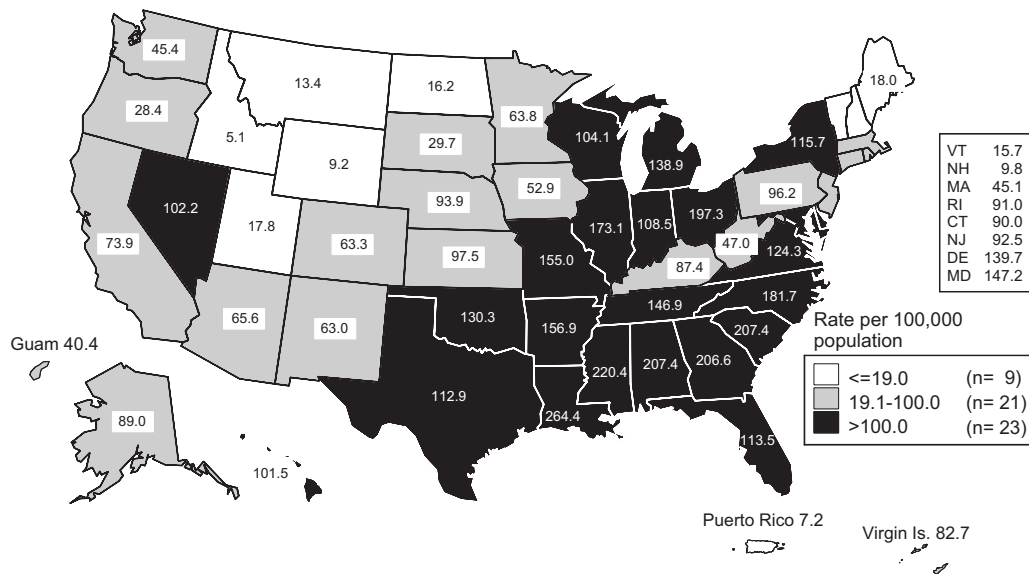 45.4
28.4
13.4
16.2
63.8
18.0
5.1
9.2
29.7
104.1
138.9
115.7
102.2
17.8
93.9
52.9
96.2
73.9
63.3
97.5
173.1
108.5
197.3
47.0
124.3
155.0
87.4
65.6
63.0
130.3
156.9
146.9
181.7
207.4
112.9
220.4
207.4
206.6
264.4
113.5
VT 15.7
NH 9.8
MA 45.1
RI 91.0
CT 90.0
NJ 92.5
DE 139.7
MD 147.2
Guam 40.4
89.0
101.5
Rate per 100,000
population
<=19.0 (n= 9)
19.1-100.0 (n= 21)
>100.0 (n= 23)
Puerto Rico 7.2
Virgin Is. 82.7